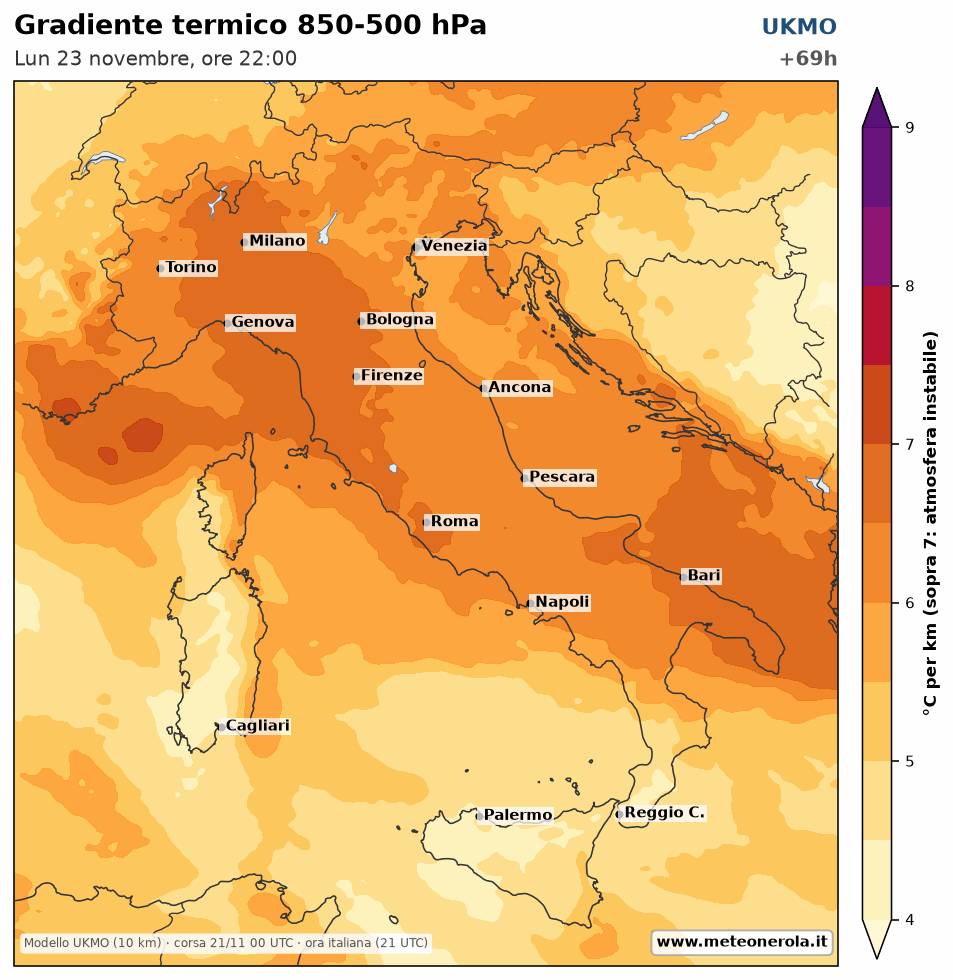 Gradiente termico 850-500 hPa
UKMO
Lun 23 novembre, ore 22:00
+69h
Milano
Venezia
Torino
Genova
Bologna
Firenze
Ancona
Pescara
Roma
Bari
Napoli
Cagliari
Palermo
Reggio C.
9
8
7
6
5
4
°C per km (sopra 7: atmosfera instabile)
Modello UKMO (10 km) · corsa 21/11 00 UTC · ora italiana (21 UTC)
www.meteonerola.it